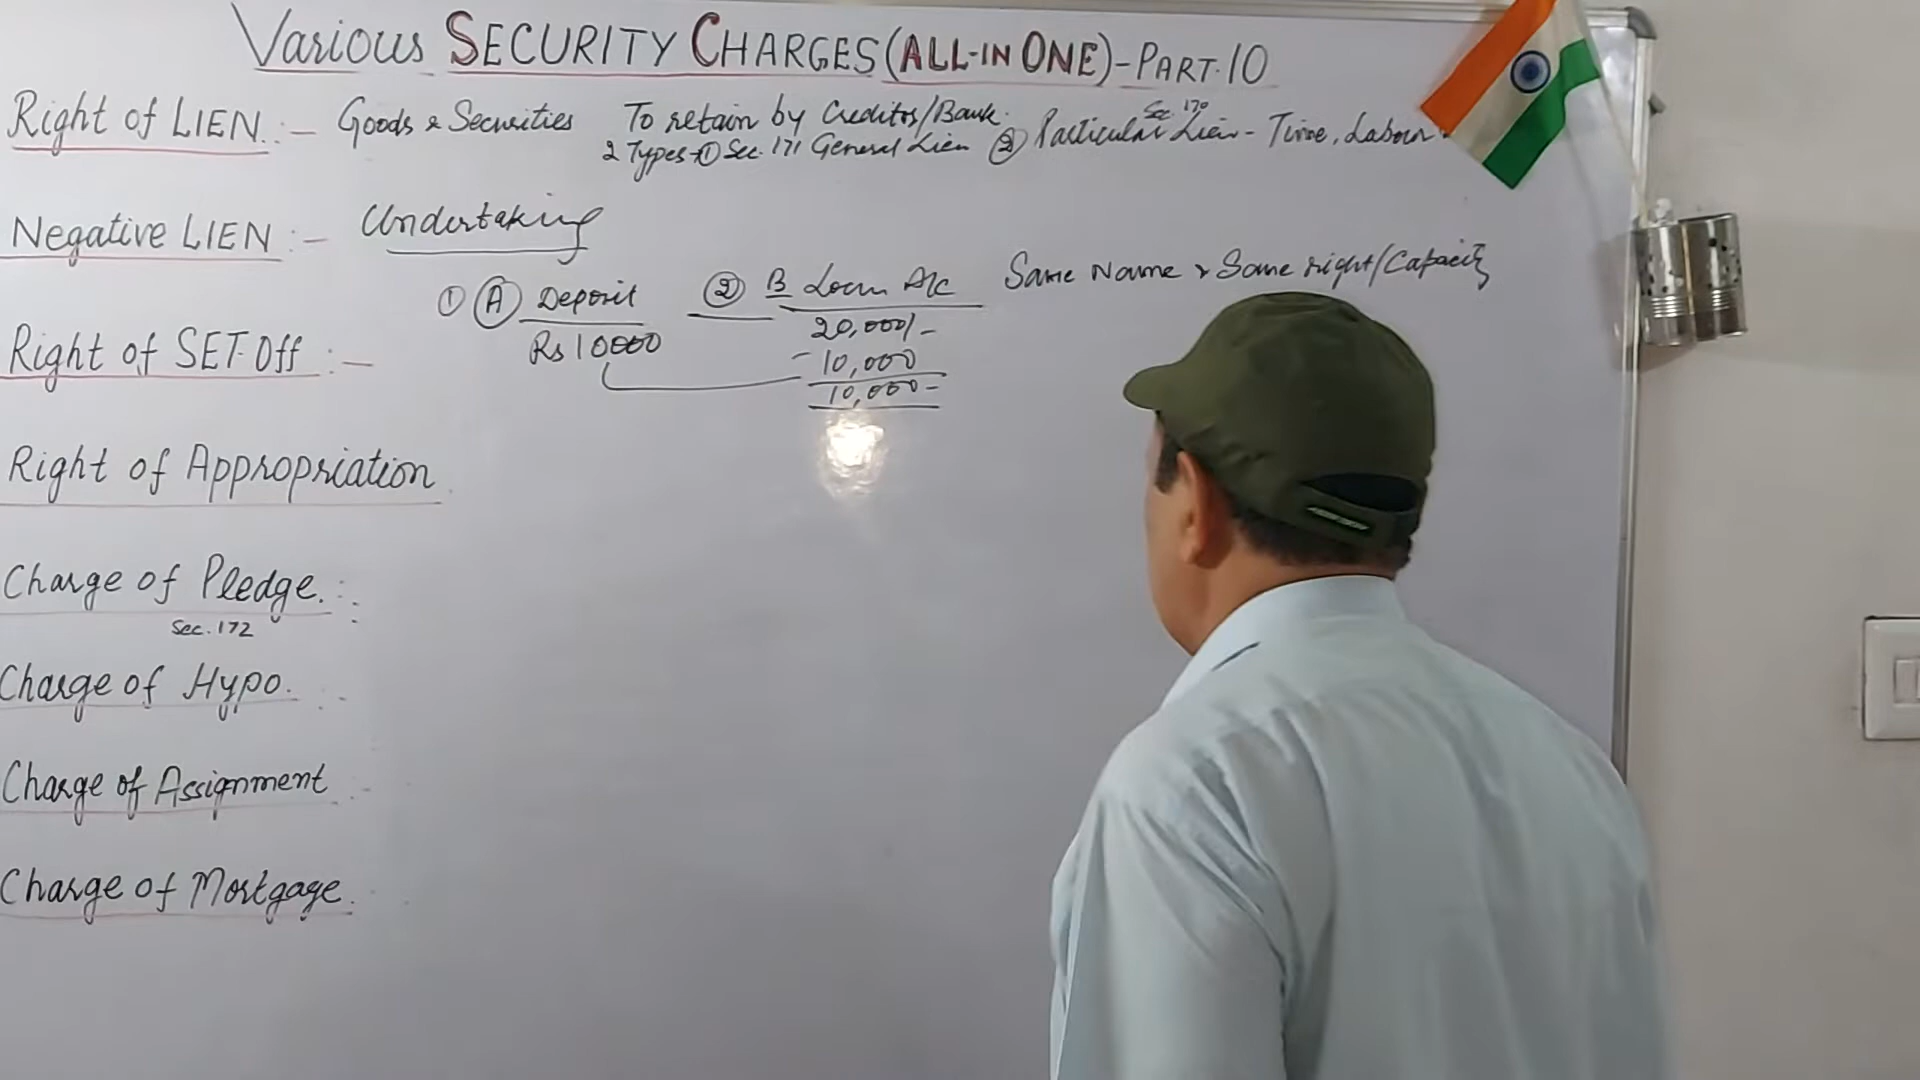 Various SECURITY CHARGES (ALL-IN ONE) - PART-10
Right of LIEN :- Goods & Securities To retain by Creditos/Bank.
2 Types → ① Sec. 171 General Lien ② Particular Lien - Time, Labour
Sec. 170
Negative LIEN :- Undertaking
① Ⓐ Deposit ② B Loan A/c Same Name & Same right/Capacity
Rs 10000 20,000/-
Right of SET-Off :- - 10,000
10,000-
Right of Appropriation
Charge of Pledge. :
Sec. 172
Charge of Hypo.
Charge of Assignment
Charge of Mortgage.